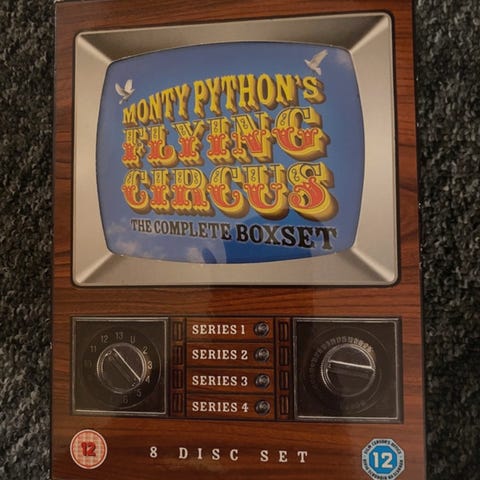 MONTY PYTHON'S
FLYING
CIRCUS
THE COMPLETE BOXSET
SERIES 1
SERIES 2
SERIES 3
SERIES 4
12
8 DISC SET
12